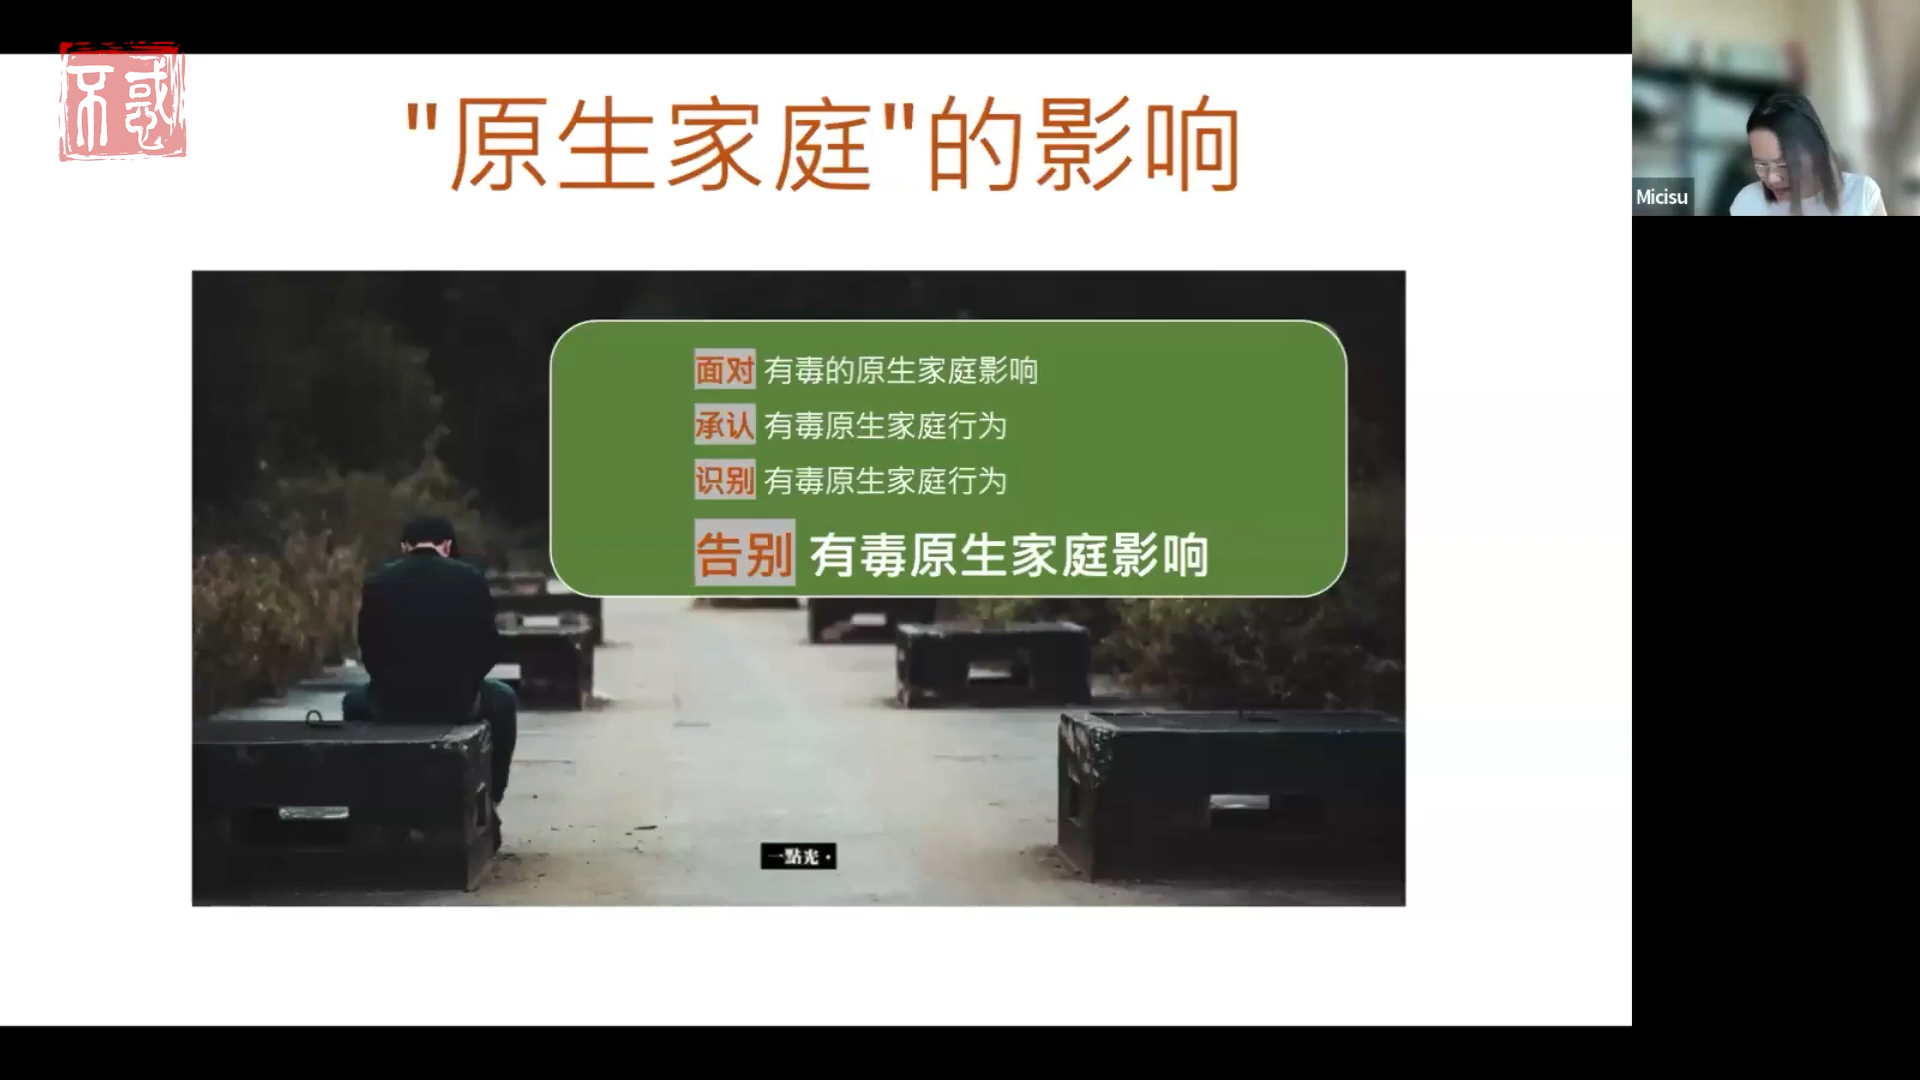 不惑
"原生家庭"的影响
Micisu
面对 有毒的原生家庭影响
承认 有毒原生家庭行为
识别 有毒原生家庭行为
告别 有毒原生家庭影响
一點光·